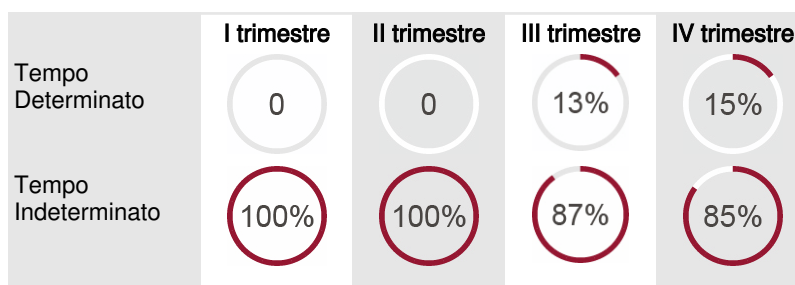 I trimestre II trimestre III trimestre IV trimestre
Tempo
Determinato
0 0 13% 15%
Tempo
Indeterminato
100% 100% 87% 85%